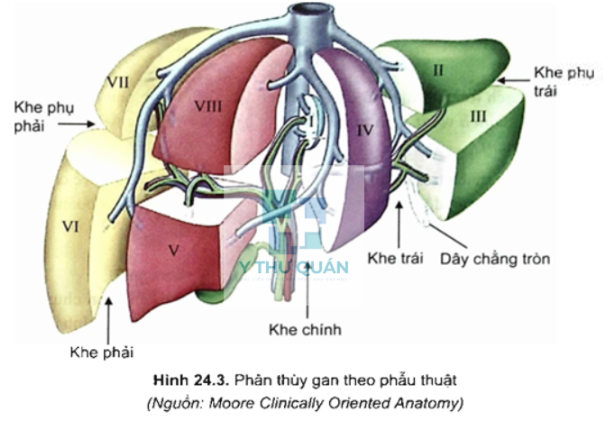 VII
VIII
I
IV
II
Khe phụ
trái
III
Khe phụ
phải
VI
V
Y THƯ QUÁN
Khe trái
Dây chằng tròn
Khe chính
Khe phải
Hình 24.3. Phân thùy gan theo phẫu thuật
(Nguồn: Moore Clinically Oriented Anatomy)